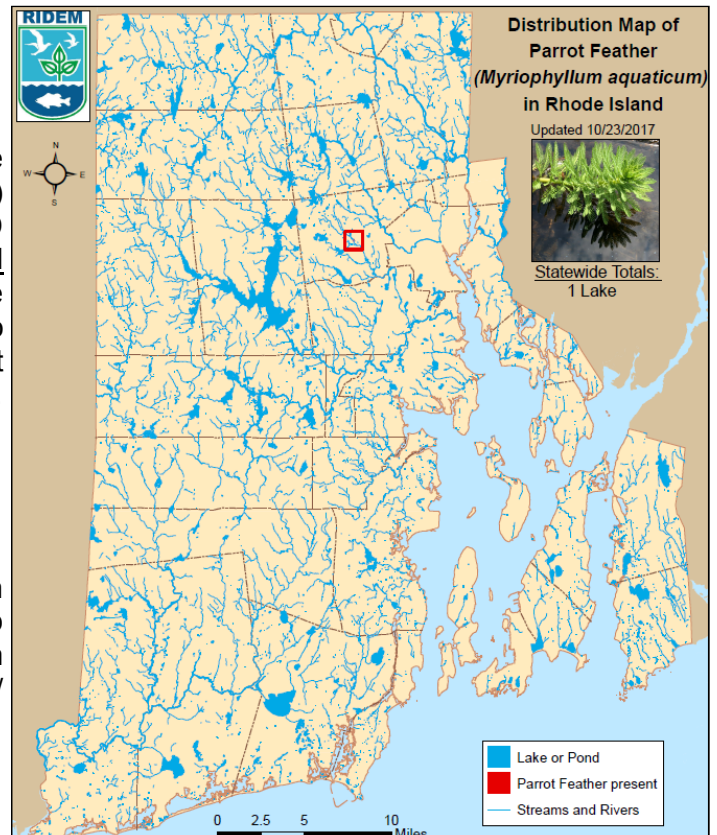 RIDEM
Distribution Map of
Parrot Feather
(Myriophyllum aquaticum)
in Rhode Island
Updated 10/23/2017
Statewide Totals:
1 Lake
N
W
E
S
Lake or Pond
Parrot Feather present
Streams and Rivers
0 2.5 5 10
Miles